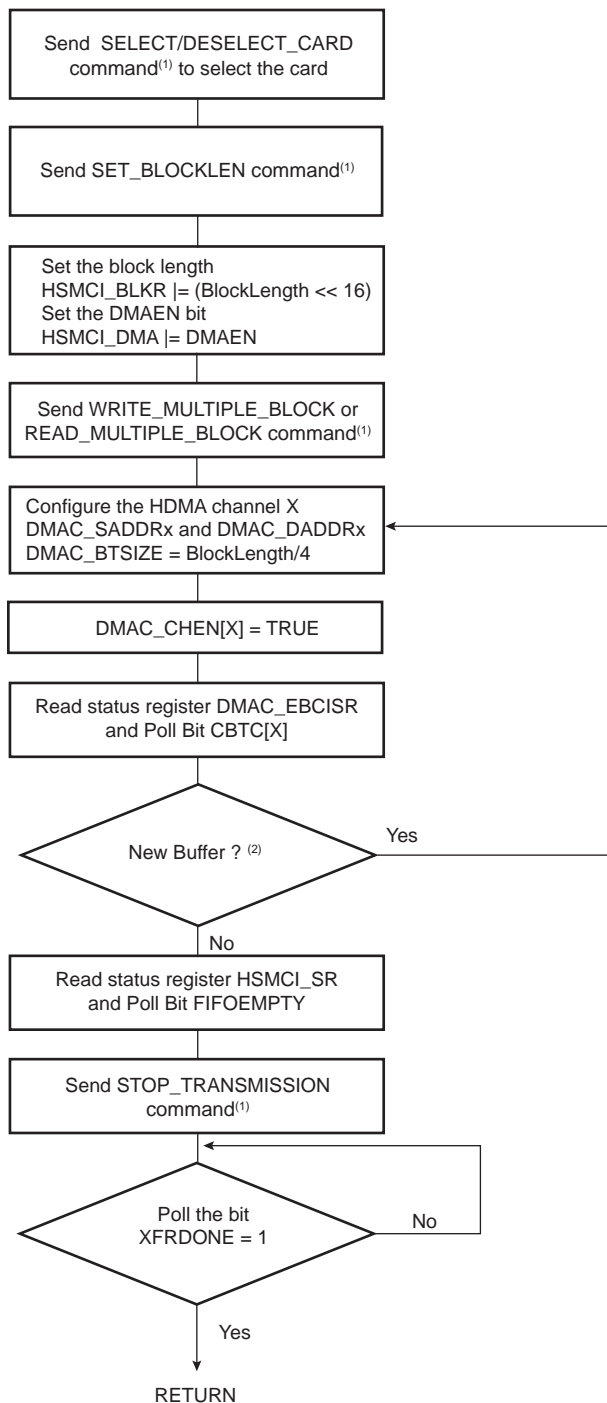 Send SELECT/DESELECT_CARD
command(1) to select the card
Send SET_BLOCKLEN command(1)
Set the block length
HSMCI_BLKR |= (BlockLength << 16)
Set the DMAEN bit
HSMCI_DMA |= DMAEN
Send WRITE_MULTIPLE_BLOCK or
READ_MULTIPLE_BLOCK command(1)
Configure the HDMA channel X
DMAC_SADDRx and DMAC_DADDRx
DMAC_BTSIZE = BlockLength/4
DMAC_CHEN[X] = TRUE
Read status register DMAC_EBCISR
and Poll Bit CBTC[X]
New Buffer ? (2)
Yes
No
Read status register HSMCI_SR
and Poll Bit FIFOEMPTY
Send STOP_TRANSMISSION
command(1)
Poll the bit
XFRDONE = 1
No
Yes
RETURN